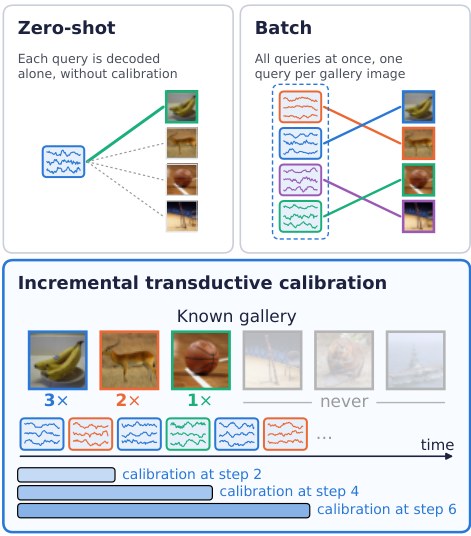 Zero-shot
Each query is decoded
alone, without calibration
Batch
All queries at once, one
query per gallery image
Incremental transductive calibration
Known gallery
3× 2× 1× never
...
time
calibration at step 2
calibration at step 4
calibration at step 6